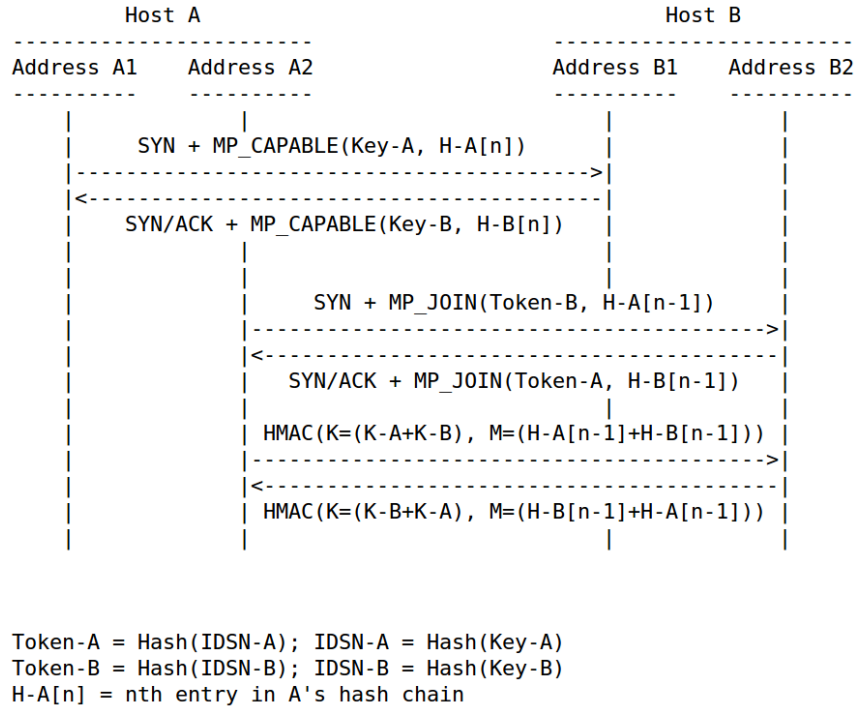 Host A Host B
Address A1 Address A2 Address B1 Address B2
SYN + MP_CAPABLE(Key-A, H-A[n])
SYN/ACK + MP_CAPABLE(Key-B, H-B[n])
SYN + MP_JOIN(Token-B, H-A[n-1])
SYN/ACK + MP_JOIN(Token-A, H-B[n-1])
HMAC(K=(K-A+K-B), M=(H-A[n-1]+H-B[n-1]))
HMAC(K=(K-B+K-A), M=(H-B[n-1]+H-A[n-1]))
Token-A = Hash(IDSN-A); IDSN-A = Hash(Key-A)
Token-B = Hash(IDSN-B); IDSN-B = Hash(Key-B)
H-A[n] = nth entry in A's hash chain